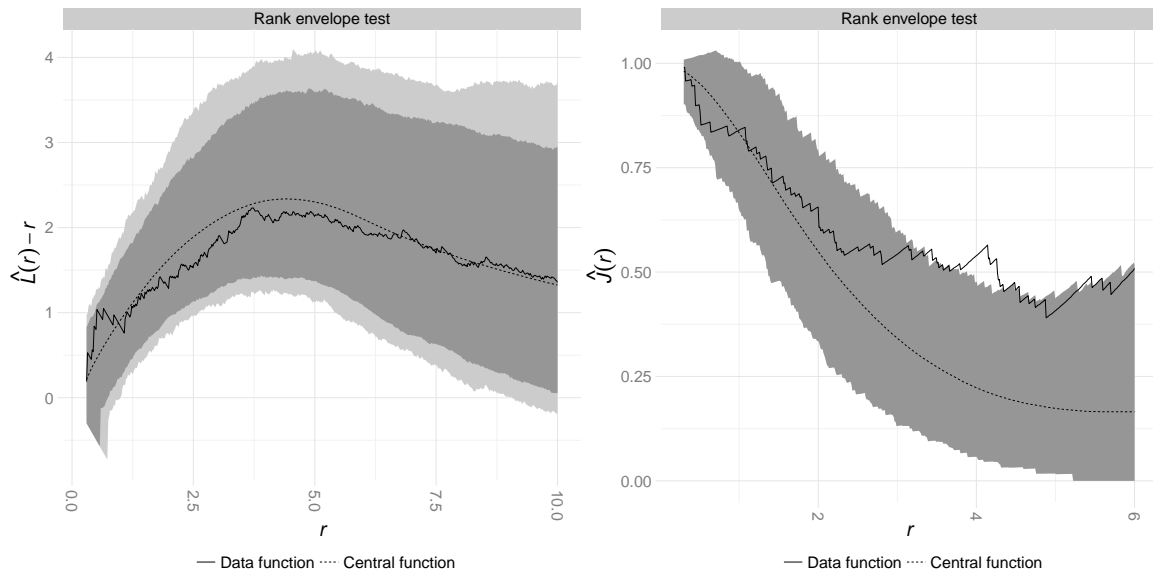 Rank envelope test
L̂(r) − r
4
3
2
1
0
0.0 2.5 5.0 7.5 10.0
r
Data function Central function
Rank envelope test
Ĵ(r)
1.00
0.75
0.50
0.25
0.00
2 4 6
r
Data function Central function